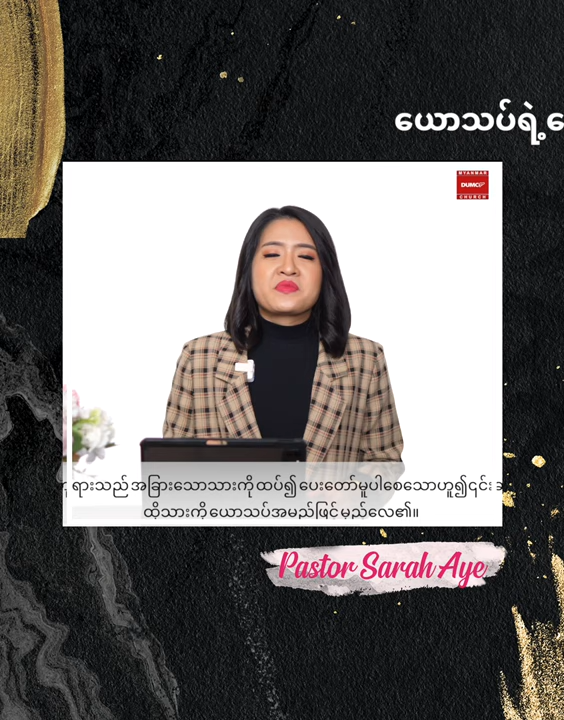 ယောသပ်ရဲ့
MYANMAR
DUMC
CHURCH
ရားသည် အခြားသောသားကို ထပ်၍ ပေးတော်မူပါစေသောဟူ၍၎င်း
ထိုသားကို ယောသပ်အမည်ဖြင့် မှည့်လေ၏။
Pastor Sarah Aye